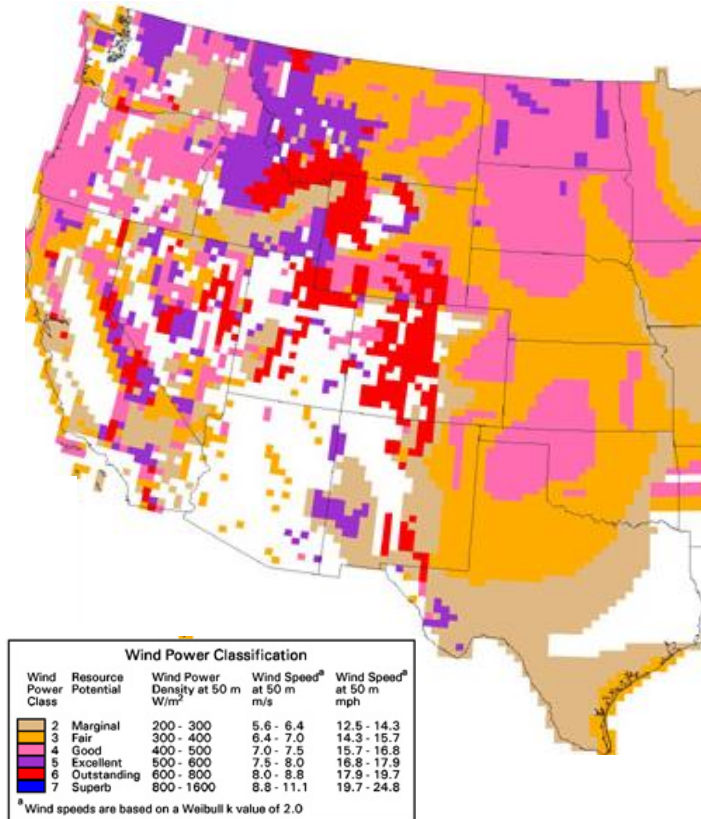 Wind Power Classification
Wind Power Class Resource Potential Wind Power Density at 50 m W/m² Wind Speedᵃ at 50 m m/s Wind Speedᵃ at 50 m mph
2 Marginal 200 - 300 5.6 - 6.4 12.5 - 14.3
3 Fair 300 - 400 6.4 - 7.0 14.3 - 15.7
4 Good 400 - 500 7.0 - 7.5 15.7 - 16.8
5 Excellent 500 - 600 7.5 - 8.0 16.8 - 17.9
6 Outstanding 600 - 800 8.0 - 8.8 17.9 - 19.7
7 Superb 800 - 1600 8.8 - 11.1 19.7 - 24.8
ᵃ Wind speeds are based on a Weibull k value of 2.0